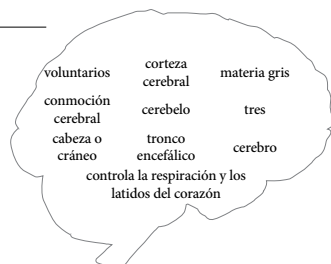 voluntarios corteza cerebral materia gris
conmoción cerebral cerebelo tres
cabeza o cráneo tronco encefálico cerebro
controla la respiración y los
latidos del corazón